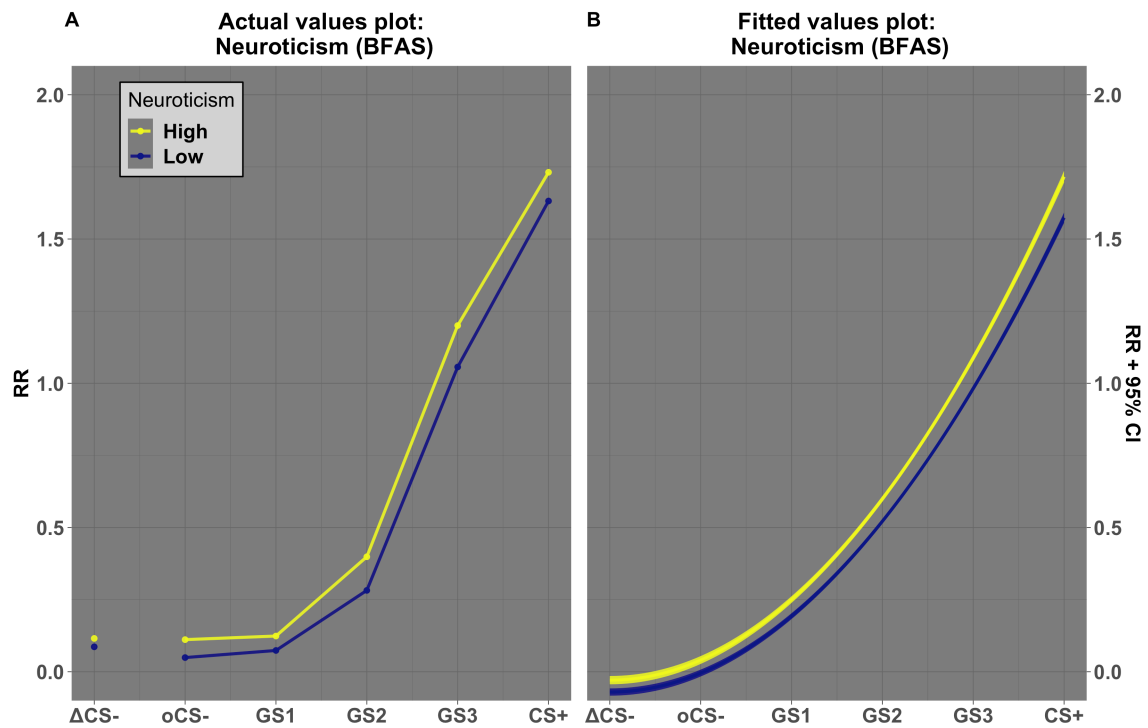 A
Actual values plot:
Neuroticism (BFAS)
2.0
1.5
1.0
0.5
0.0
RR
Neuroticism
High
Low
ΔCS-
oCS-
GS1
GS2
GS3
CS+
B
Fitted values plot:
Neuroticism (BFAS)
2.0
1.5
1.0
0.5
0.0
RR + 95% CI
ΔCS-
oCS-
GS1
GS2
GS3
CS+